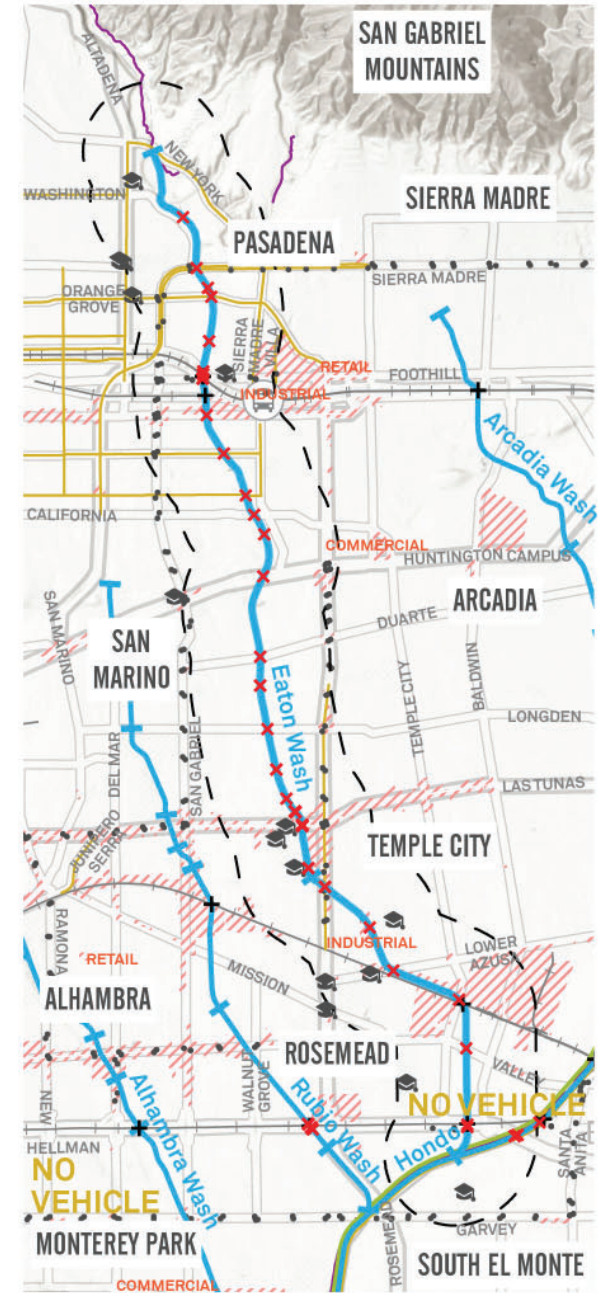 SAN GABRIEL
MOUNTAINS
ALTADENA
NEW YORK
WASHINGTON
SIERRA MADRE
PASADENA
SIERRA MADRE
ORANGE
GROVE
SIERRA
MADRE
VILLA
RETAIL
FOOTHILL
INDUSTRIAL
Arcadia Wash
CALIFORNIA
COMMERCIAL
HUNTINGTON CAMPUS
ARCADIA
SAN MARINO
DUARTE
SAN
MARINO
Eaton Wash
TEMPLE CITY
BALDWIN
LONGDEN
DEL MAR
SAN GABRIEL
LAS TUNAS
JUNIPERO
SERRA
TEMPLE CITY
RAMONA
INDUSTRIAL
LOWER
AZUSA
RETAIL
MISSION
ALHAMBRA
ROSEMEAD
VALLEY
WALNUT
GROVE
Alhambra Wash
Rubio Wash
NO VEHICLE
NEW
Hondo
HELLMAN
SANTA
ANITA
NO
VEHICLE
ROSEMEAD
GARVEY
MONTEREY PARK
SOUTH EL MONTE
COMMERCIAL